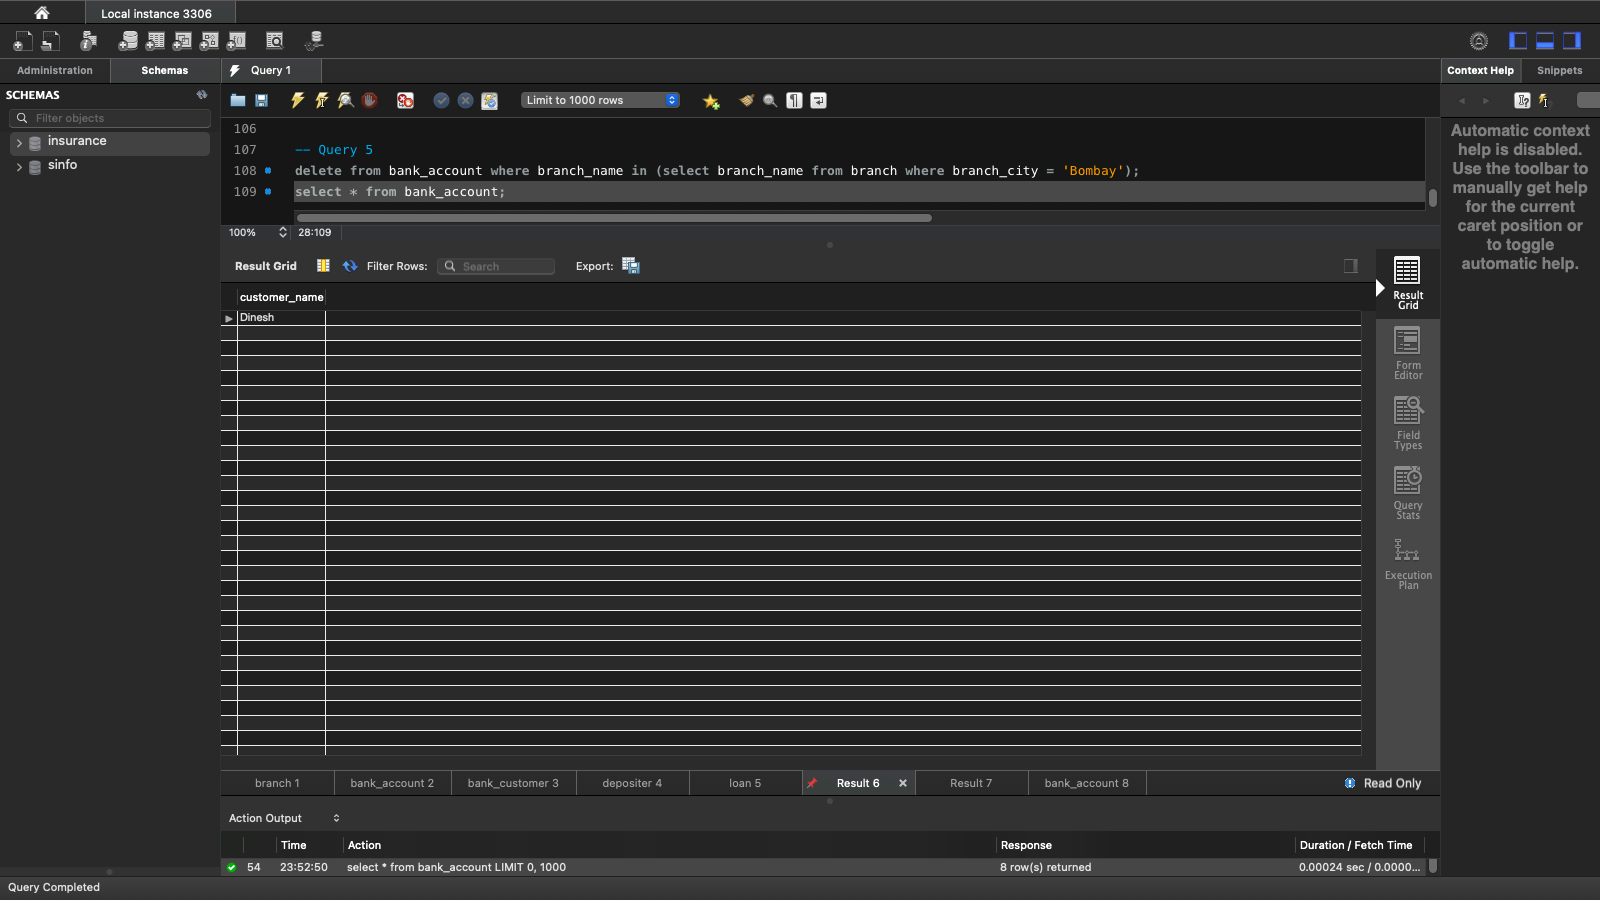 Local instance 3306
Administration
Schemas
Query 1
Context Help
Snippets
SCHEMAS
Filter objects
insurance
sinfo
Limit to 1000 rows
106
107 -- Query 5
108 delete from bank_account where branch_name in (select branch_name from branch where branch_city = 'Bombay');
109 select * from bank_account;
100% 28:109
Automatic context
help is disabled.
Use the toolbar to
manually get help
for the current
caret position or
to toggle
automatic help.
Result Grid Filter Rows: Search Export:
customer_name
Dinesh
Result
Grid
Form
Editor
Field
Types
Query
Stats
Execution
Plan
branch 1 bank_account 2 bank_customer 3 depositer 4 loan 5 Result 6 Result 7 bank_account 8 Read Only
Action Output
Time Action Response Duration / Fetch Time
54 23:52:50 select * from bank_account LIMIT 0, 1000 8 row(s) returned 0.00024 sec / 0.0000...
Query Completed